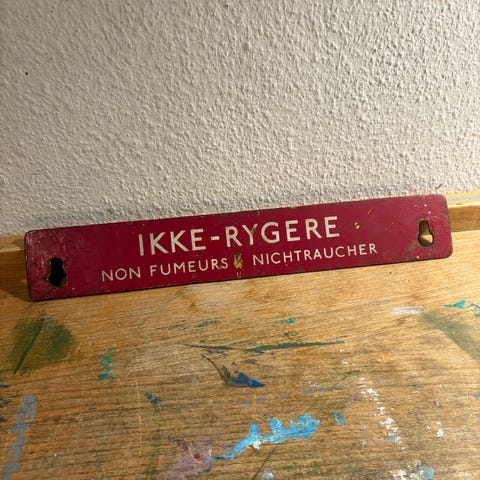 IKKE-RYGERE
NON FUMEURS NICHTRAUCHER